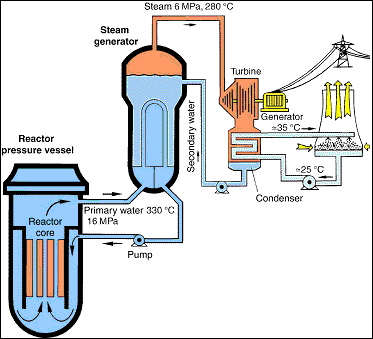 Steam 6 MPa, 280 °C
Steam
generator
Turbine
Generator
Secondary water
≈35 °C
≈25 °C
Condenser
Reactor
pressure vessel
Primary water 330 °C
16 MPa
Reactor
core
Pump